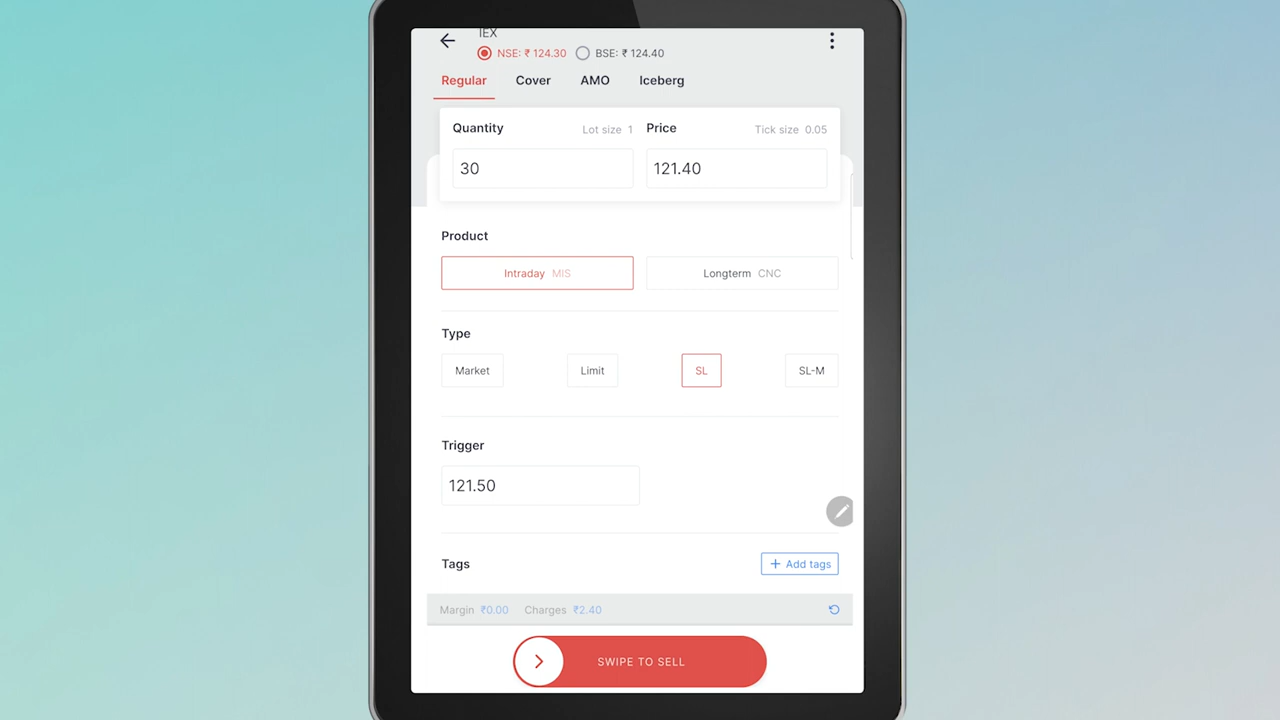 IEX
NSE: ₹ 124.30 BSE: ₹ 124.40
Regular Cover AMO Iceberg
Quantity Lot size 1 Price Tick size 0.05
30 121.40
Product
Intraday MIS Longterm CNC
Type
Market Limit SL SL-M
Trigger
121.50
Tags + Add tags
Margin ₹0.00 Charges ₹2.40
SWIPE TO SELL